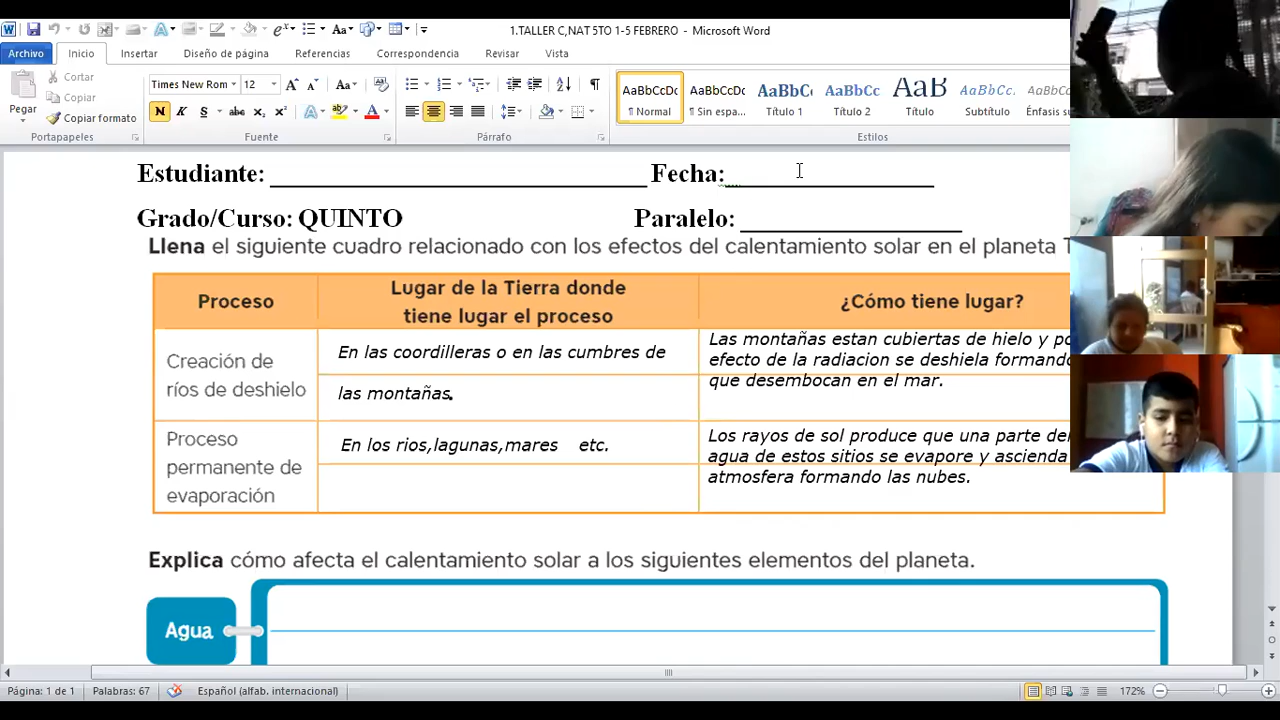 1.TALLER C,NAT 5TO 1-5 FEBRERO - Microsoft Word
Archivo Inicio Insertar Diseño de página Referencias Correspondencia Revisar Vista
Pegar
Cortar
Copiar
Copiar formato
Portapapeles
Times New Rom 12
Fuente
Párrafo
AaBbCcDc AaBbCcDc AaBbC AaBbCc AaB AaBbCc.
¶ Normal ¶ Sin espa... Título 1 Título 2 Título Subtítulo Énfasis
Estilos
Estudiante: Fecha:
Grado/Curso: QUINTO Paralelo:
Llena el siguiente cuadro relacionado con los efectos del calentamiento solar en el planeta T
Proceso
Lugar de la Tierra donde
tiene lugar el proceso
¿Cómo tiene lugar?
Creación de
ríos de deshielo
En las coordilleras o en las cumbres de
las montañas.
Las montañas estan cubiertas de hielo y po
efecto de la radiacion se deshiela formando
que desembocan en el mar.
Proceso
permanente de
evaporación
En los rios,lagunas,mares etc.
Los rayos de sol produce que una parte del
agua de estos sitios se evapore y ascienda
atmosfera formando las nubes.
Explica cómo afecta el calentamiento solar a los siguientes elementos del planeta.
Agua
Página: 1 de 1 Palabras: 67 Español (alfab. internacional) 172%